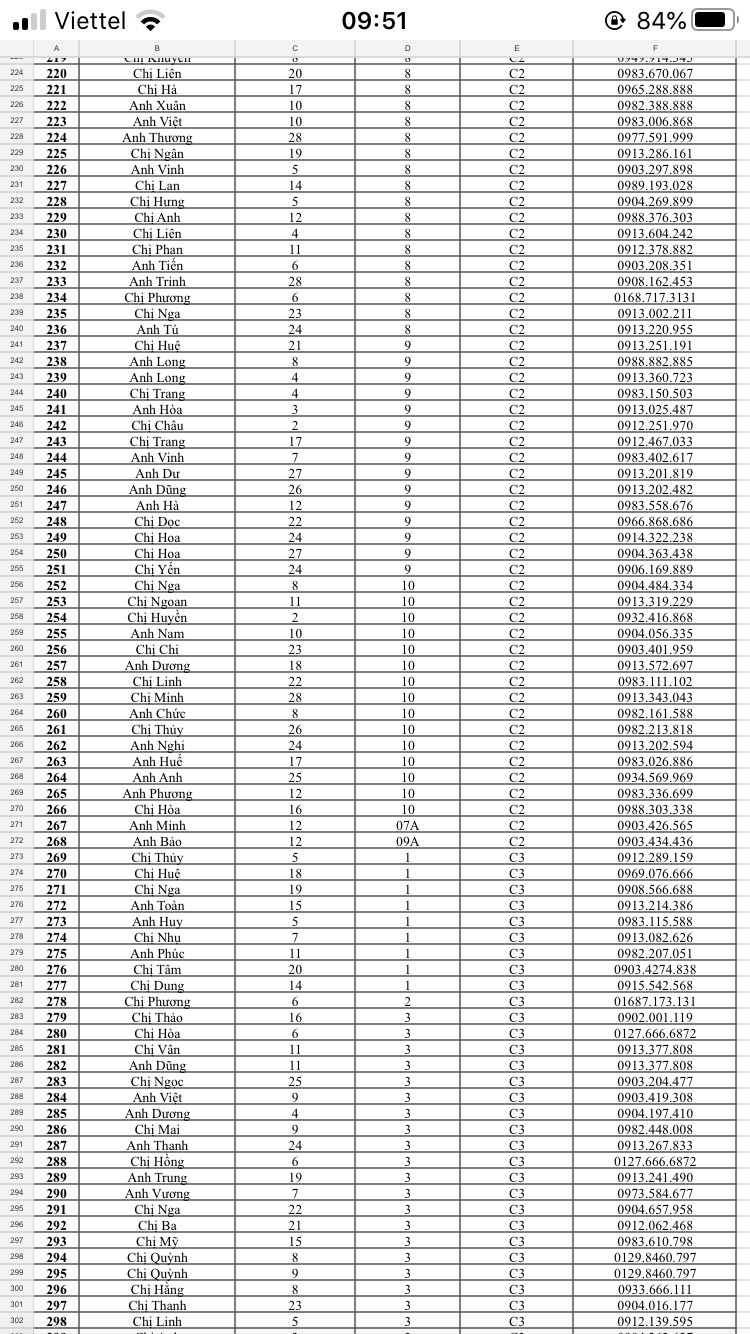 Viettel 09:51 84%
A B C D E F
219 Chị Khuyên 8 8 C2 0949.914.545
224 220 Chị Liên 20 8 C2 0983.670.067
225 221 Chị Hà 17 8 C2 0965.288.888
226 222 Anh Xuân 10 8 C2 0982.388.888
227 223 Anh Việt 10 8 C2 0983.006.868
228 224 Anh Thương 28 8 C2 0977.591.999
229 225 Chị Ngân 19 8 C2 0913.286.161
230 226 Anh Vinh 5 8 C2 0903.297.898
231 227 Chị Lan 14 8 C2 0989.193.028
232 228 Chị Hưng 5 8 C2 0904.269.899
233 229 Chị Anh 12 8 C2 0988.376.303
234 230 Chị Liên 4 8 C2 0913.604.242
235 231 Chị Phan 11 8 C2 0912.378.882
236 232 Anh Tiến 6 8 C2 0903.208.351
237 233 Anh Trinh 28 8 C2 0908.162.453
238 234 Chị Phương 6 8 C2 0168.717.3131
239 235 Chị Nga 23 8 C2 0913.002.211
240 236 Anh Tú 24 8 C2 0913.220.955
241 237 Chị Huệ 21 9 C2 0913.251.191
242 238 Anh Long 8 9 C2 0988.882.885
243 239 Anh Long 4 9 C2 0913.360.723
244 240 Chị Trang 4 9 C2 0983.150.503
245 241 Anh Hòa 3 9 C2 0913.025.487
246 242 Chị Châu 2 9 C2 0912.251.970
247 243 Chị Trang 17 9 C2 0912.467.033
248 244 Anh Vinh 7 9 C2 0983.402.617
249 245 Anh Dư 27 9 C2 0913.201.819
250 246 Anh Dũng 26 9 C2 0913.202.482
251 247 Anh Hà 12 9 C2 0983.558.676
252 248 Chị Dọc 22 9 C2 0966.868.686
253 249 Chị Hoa 24 9 C2 0914.322.238
254 250 Chị Hoa 27 9 C2 0904.363.438
255 251 Chị Yến 24 9 C2 0906.169.889
256 252 Chị Nga 8 10 C2 0904.484.334
257 253 Chị Ngoan 11 10 C2 0913.319.229
258 254 Chị Huyền 2 10 C2 0932.416.868
259 255 Anh Nam 10 10 C2 0904.056.335
260 256 Chị Chi 23 10 C2 0903.401.959
261 257 Anh Dương 18 10 C2 0913.572.697
262 258 Chị Linh 22 10 C2 0983.111.102
263 259 Chị Minh 28 10 C2 0913.343.043
264 260 Anh Chức 8 10 C2 0982.161.588
265 261 Chị Thủy 26 10 C2 0982.213.818
266 262 Anh Nghi 24 10 C2 0913.202.594
267 263 Anh Huế 17 10 C2 0983.026.886
268 264 Anh Anh 25 10 C2 0934.569.969
269 265 Anh Phương 12 10 C2 0983.336.699
270 266 Chị Hòa 16 10 C2 0988.303.338
271 267 Anh Minh 12 07A C2 0903.426.565
272 268 Anh Bảo 12 09A C2 0903.434.436
273 269 Chị Thủy 5 1 C3 0912.289.159
274 270 Chị Huệ 18 1 C3 0969.076.666
275 271 Chị Nga 19 1 C3 0908.566.688
276 272 Anh Toàn 15 1 C3 0913.214.386
277 273 Anh Huy 5 1 C3 0983.115.588
278 274 Chị Nhu 7 1 C3 0913.082.626
279 275 Anh Phúc 11 1 C3 0982.207.051
280 276 Chị Tâm 20 1 C3 0903.4274.838
281 277 Chị Dung 14 1 C3 0915.542.568
282 278 Chị Phương 6 2 C3 01687.173.131
283 279 Chị Thảo 16 3 C3 0902.001.119
284 280 Chị Hòa 6 3 C3 0127.666.6872
285 281 Chị Vân 11 3 C3 0913.377.808
286 282 Anh Dũng 11 3 C3 0913.377.808
287 283 Chị Ngọc 25 3 C3 0903.204.477
288 284 Anh Việt 9 3 C3 0903.419.308
289 285 Anh Dương 4 3 C3 0904.197.410
290 286 Chị Mai 9 3 C3 0982.448.008
291 287 Anh Thanh 24 3 C3 0913.267.833
292 288 Chị Hồng 6 3 C3 0127.666.6872
293 289 Anh Trung 19 3 C3 0913.241.490
294 290 Anh Vương 7 3 C3 0973.584.677
295 291 Chị Nga 22 3 C3 0904.657.958
296 292 Chị Ba 21 3 C3 0912.062.468
297 293 Chị Mỹ 15 3 C3 0983.610.798
298 294 Chị Quỳnh 8 3 C3 0129.8460.797
299 295 Chị Quỳnh 9 3 C3 0129.8460.797
300 296 Chị Hằng 8 3 C3 0933.666.111
301 297 Chị Thanh 23 3 C3 0904.016.177
302 298 Chị Linh 5 3 C3 0912.139.595